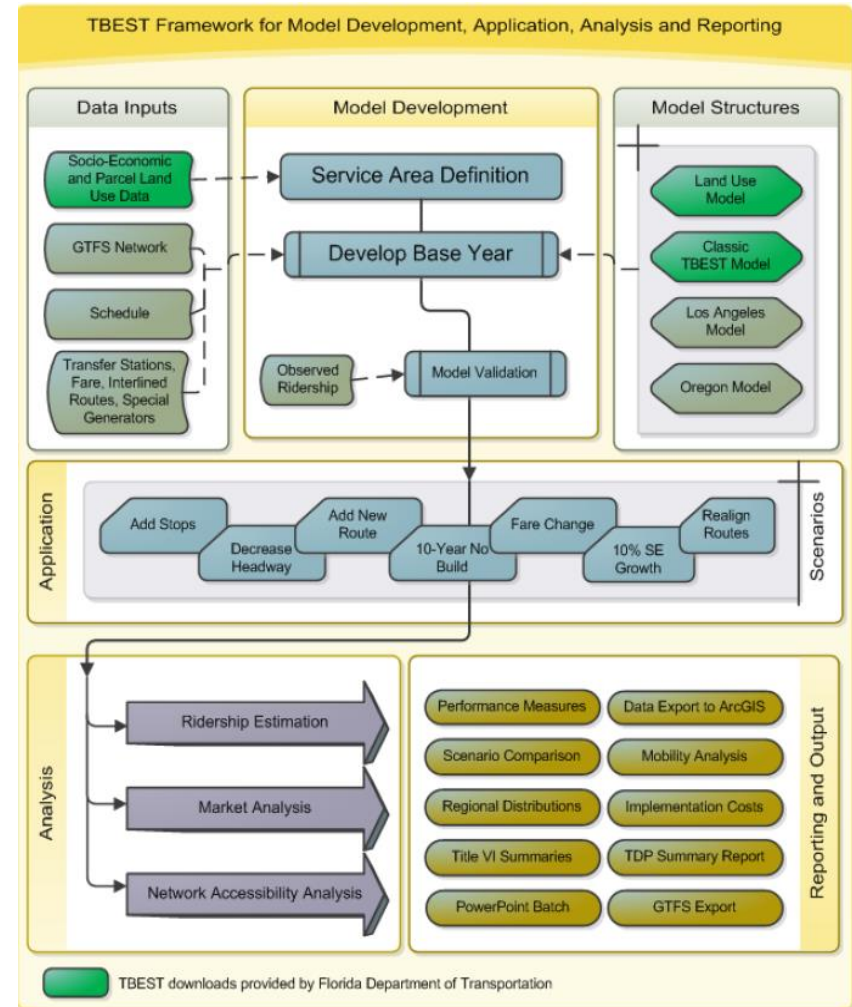 TBEST Framework for Model Development, Application, Analysis and Reporting
Data Inputs
Socio-Economic
and Parcel Land
Use Data
GTFS Network
Schedule
Transfer Stations,
Fare, Interlined
Routes, Special
Generators
Model Development
Service Area Definition
Develop Base Year
Observed
Ridership
Model Validation
Model Structures
Land Use
Model
Classic
TBEST Model
Los Angeles
Model
Oregon Model
Application
Add Stops
Decrease
Headway
Add New
Route
10-Year No
Build
Fare Change
10% SE
Growth
Realign
Routes
Scenarios
Analysis
Ridership Estimation
Market Analysis
Network Accessibility Analysis
Performance Measures
Data Export to ArcGIS
Scenario Comparison
Mobility Analysis
Regional Distributions
Implementation Costs
Title VI Summaries
TDP Summary Report
PowerPoint Batch
GTFS Export
Reporting and Output
TBEST downloads provided by Florida Department of Transportation